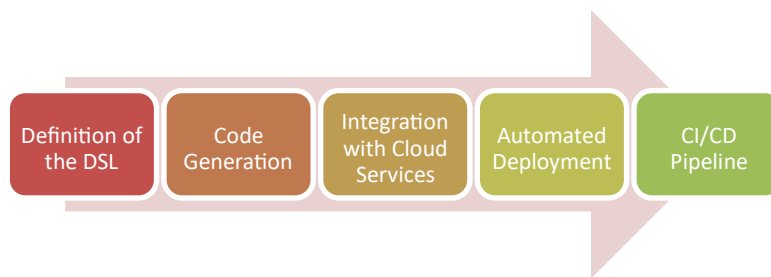 Definition of
the DSL
Code
Generation
Integration
with Cloud
Services
Automated
Deployment
CI/CD
Pipeline